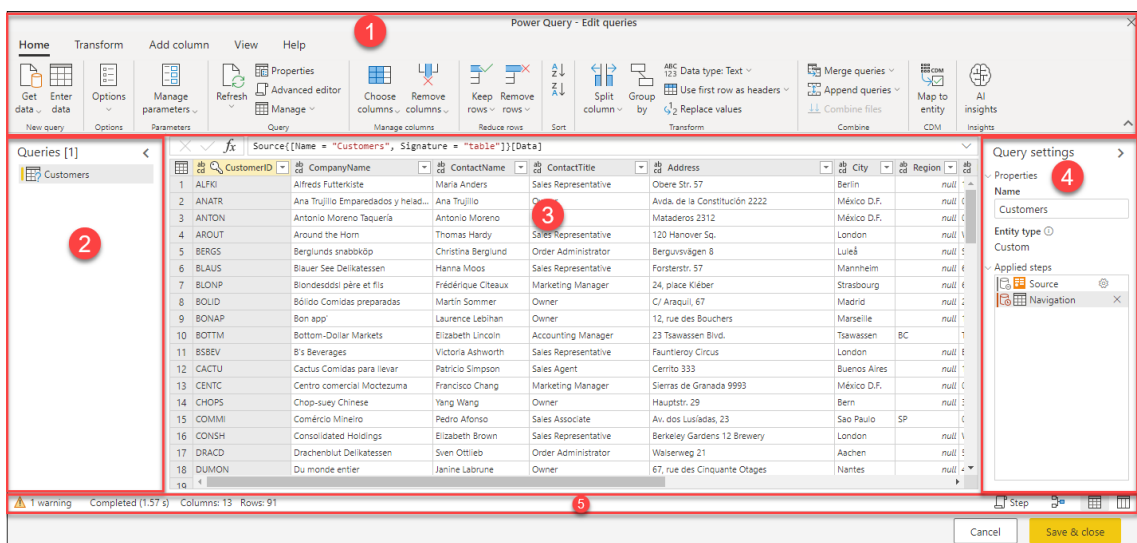 Power Query - Edit queries
1
Home Transform Add column View Help
Get data Enter data Options Manage parameters Refresh Properties Advanced editor Manage Choose columns Remove columns Keep rows Remove rows Split column Group by Data type: Text Use first row as headers Replace values Merge queries Append queries Combine files Map to entity AI insights
New query Options Parameters Query Manage columns Reduce rows Sort Transform Combine CDM Insights
Queries [1]
Customers
2
fx Source{[Name = "Customers", Signature = "table"]}[Data]
CustomerID CompanyName ContactName ContactTitle Address City Region
1 ALFKI Alfreds Futterkiste Maria Anders Sales Representative Obere Str. 57 Berlin null
2 ANATR Ana Trujillo Emparedados y helad... Ana Trujillo Avda. de la Constitución 2222 México D.F. null
3 ANTON Antonio Moreno Taquería Antonio Moreno Mataderos 2312 México D.F. null
3
4 AROUT Around the Horn Thomas Hardy Sales Representative 120 Hanover Sq. London null
5 BERGS Berglunds snabbköp Christina Berglund Order Administrator Berguvsvägen 8 Luleå null
6 BLAUS Blauer See Delikatessen Hanna Moos Sales Representative Forsterstr. 57 Mannheim null
7 BLONP Blondesddsl père et fils Frédérique Citeaux Marketing Manager 24, place Kléber Strasbourg null
8 BOLID Bólido Comidas preparadas Martín Sommer Owner C/ Araquil, 67 Madrid null
9 BONAP Bon app' Laurence Lebihan Owner 12, rue des Bouchers Marseille null
10 BOTTM Bottom-Dollar Markets Elizabeth Lincoln Accounting Manager 23 Tsawassen Blvd. Tsawassen BC
11 BSBEV B's Beverages Victoria Ashworth Sales Representative Fauntleroy Circus London null
12 CACTU Cactus Comidas para llevar Patricio Simpson Sales Agent Cerrito 333 Buenos Aires null
13 CENTC Centro comercial Moctezuma Francisco Chang Marketing Manager Sierras de Granada 9993 México D.F. null
14 CHOPS Chop-suey Chinese Yang Wang Owner Hauptstr. 29 Bern null
15 COMMI Comércio Mineiro Pedro Afonso Sales Associate Av. dos Lusíadas, 23 Sao Paulo SP
16 CONSH Consolidated Holdings Elizabeth Brown Sales Representative Berkeley Gardens 12 Brewery London null
17 DRACD Drachenblut Delikatessen Sven Ottlieb Order Administrator Walserweg 21 Aachen null
18 DUMON Du monde entier Janine Labrune Owner 67, rue des Cinquante Otages Nantes null
19
Query settings
4
Properties
Name
Customers
Entity type
Custom
Applied steps
Source
Navigation
1 warning Completed (1.57 s) Columns: 13 Rows: 91
5
Step
Cancel Save & close